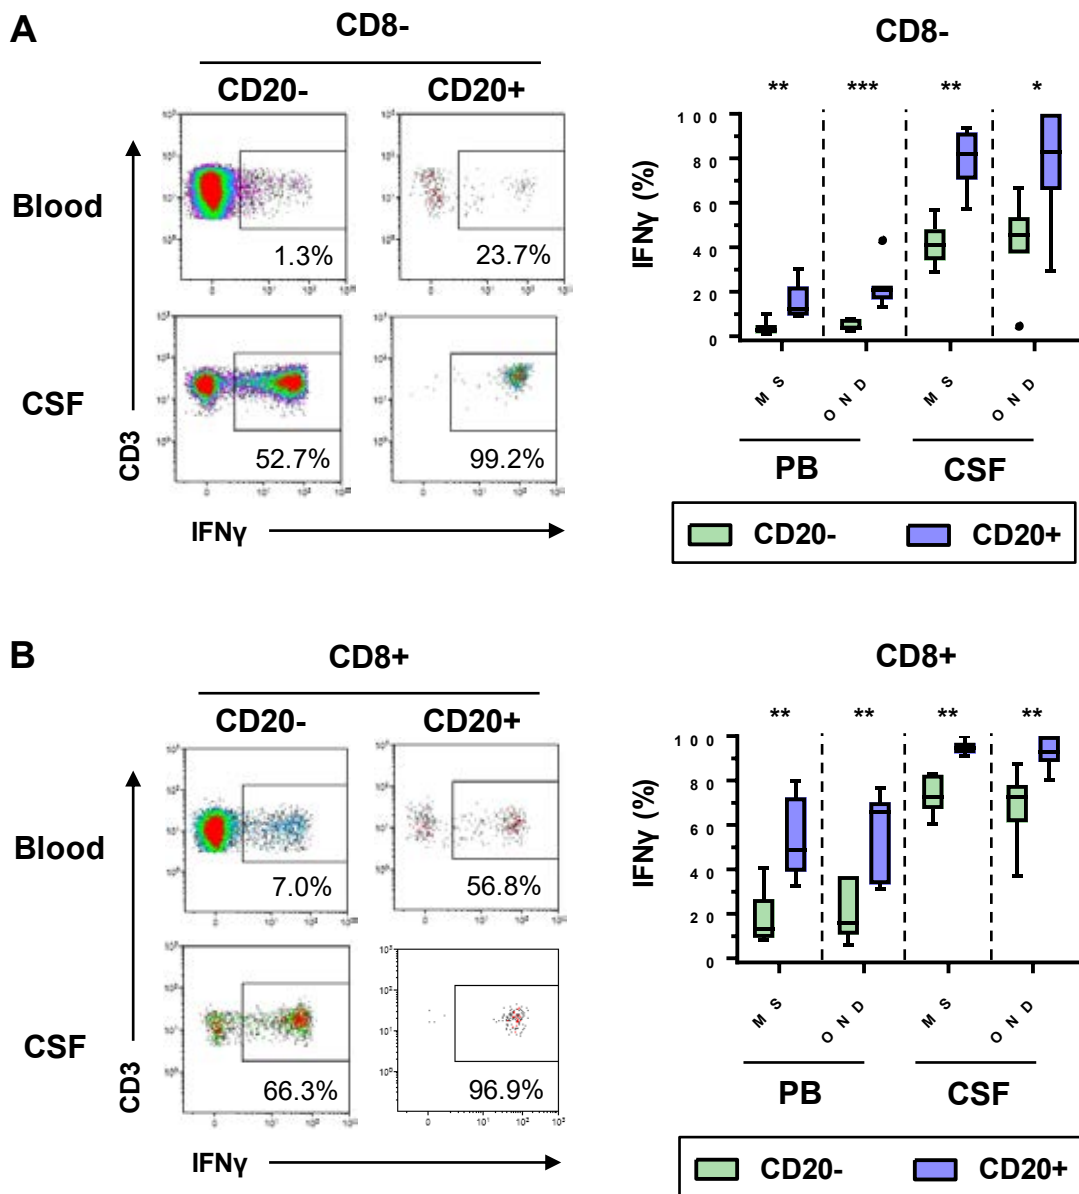 A
CD8-
CD20-
CD20+
Blood
1.3%
23.7%
CSF
52.7%
99.2%
CD3
IFNγ
CD8-
** *** ** *
IFNγ (%)
100
80
60
40
20
0
MS
OND
MS
OND
PB
CSF
CD20-
CD20+
B
CD8+
CD20-
CD20+
Blood
7.0%
56.8%
CSF
66.3%
96.9%
CD3
IFNγ
CD8+
** ** ** **
IFNγ (%)
100
80
60
40
20
0
MS
OND
MS
OND
PB
CSF
CD20-
CD20+